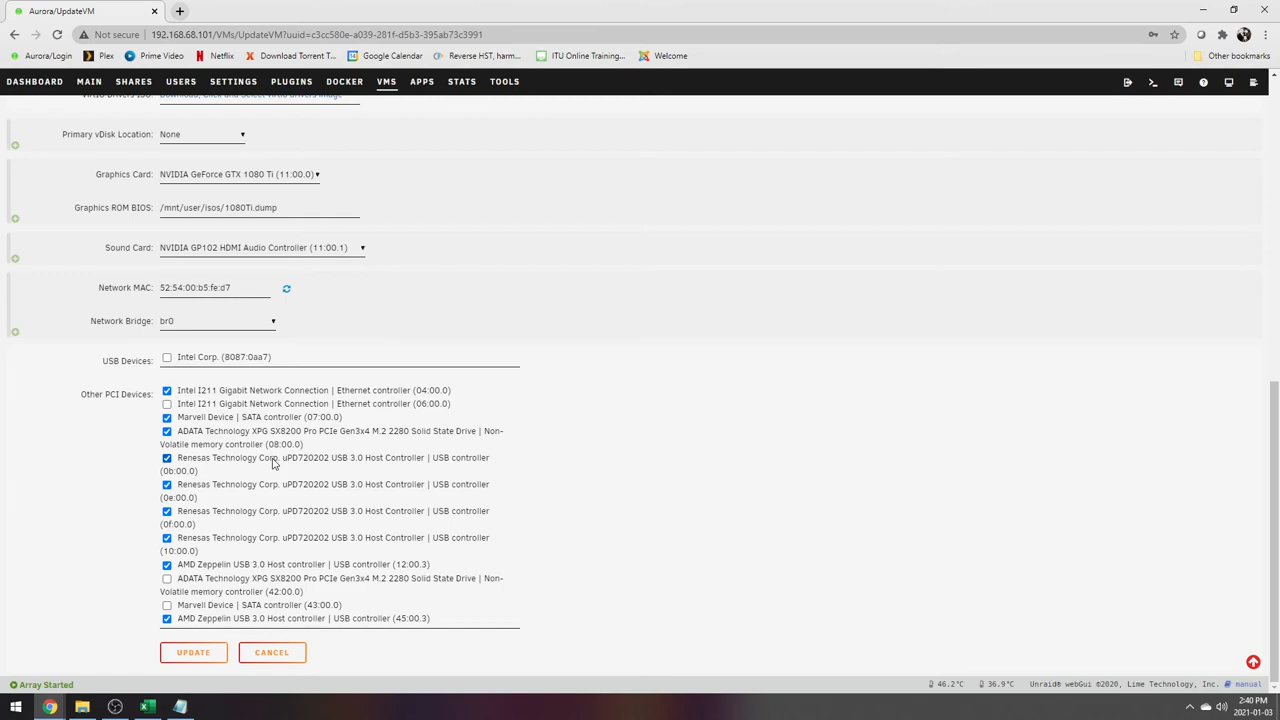 Aurora/UpdateVM
Not secure | 192.168.68.101/VMs/UpdateVM?uuid=c3cc580e-a039-281f-d5b3-395ab73c3991
Aurora/Login Plex Prime Video Netflix Download Torrent T... Google Calendar Reverse HST, harm... ITU Online Training... Welcome Other bookmarks
DASHBOARD MAIN SHARES USERS SETTINGS PLUGINS DOCKER VMS APPS STATS TOOLS
Primary vDisk Location: None
Graphics Card: NVIDIA GeForce GTX 1080 Ti (11:00.0)
Graphics ROM BIOS: /mnt/user/isos/1080Ti.dump
Sound Card: NVIDIA GP102 HDMI Audio Controller (11:00.1)
Network MAC: 52:54:00:b5:fe:d7
Network Bridge: br0
USB Devices: Intel Corp. (8087:0aa7)
Other PCI Devices: Intel I211 Gigabit Network Connection | Ethernet controller (04:00.0)
Intel I211 Gigabit Network Connection | Ethernet controller (06:00.0)
Marvell Device | SATA controller (07:00.0)
ADATA Technology XPG SX8200 Pro PCIe Gen3x4 M.2 2280 Solid State Drive | Non-
Volatile memory controller (08:00.0)
Renesas Technology Corp. uPD720202 USB 3.0 Host Controller | USB controller
(0b:00.0)
Renesas Technology Corp. uPD720202 USB 3.0 Host Controller | USB controller
(0e:00.0)
Renesas Technology Corp. uPD720202 USB 3.0 Host Controller | USB controller
(0f:00.0)
Renesas Technology Corp. uPD720202 USB 3.0 Host Controller | USB controller
(10:00.0)
AMD Zeppelin USB 3.0 Host controller | USB controller (12:00.3)
ADATA Technology XPG SX8200 Pro PCIe Gen3x4 M.2 2280 Solid State Drive | Non-
Volatile memory controller (42:00.0)
Marvell Device | SATA controller (43:00.0)
AMD Zeppelin USB 3.0 Host controller | USB controller (45:00.3)
UPDATE CANCEL
Array Started 46.2°C 36.9°C Unraid® webGui ©2020, Lime Technology, Inc. manual
2:40 PM
2021-01-03